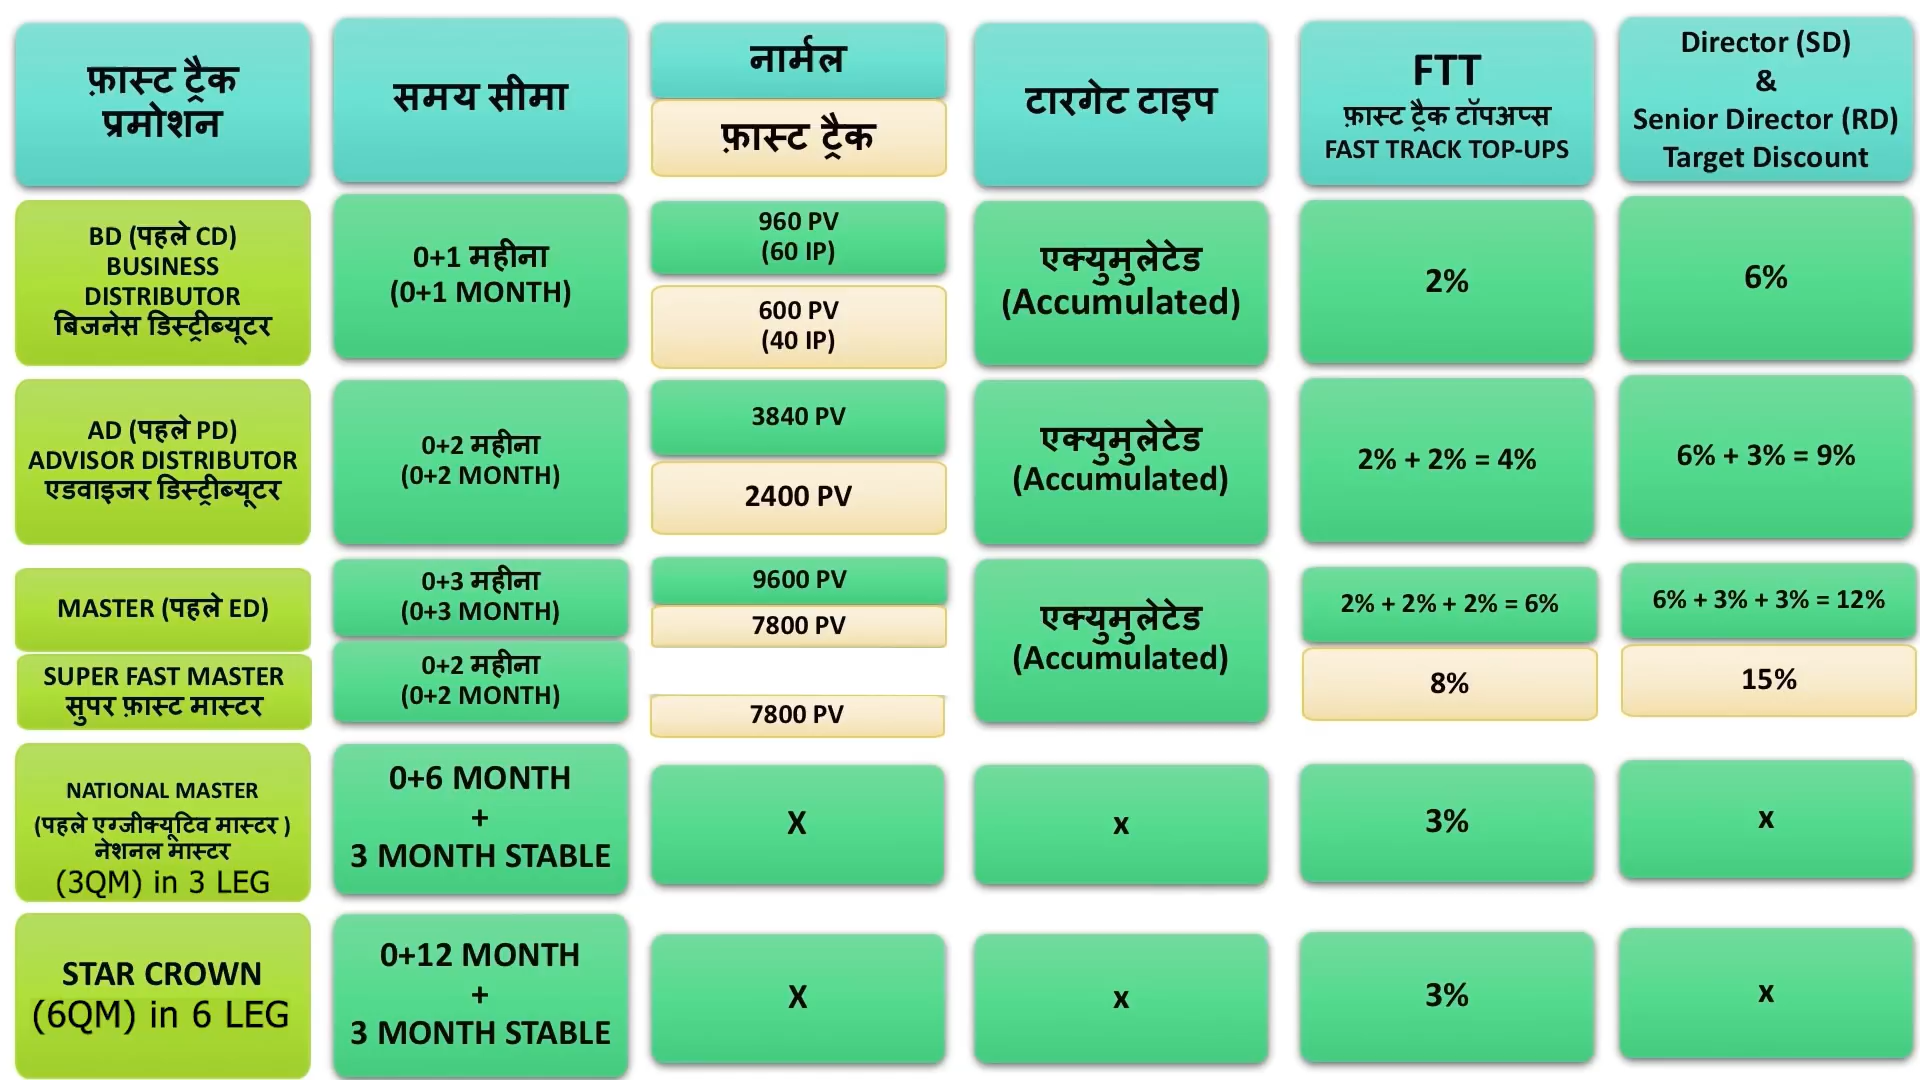 फ़ास्ट ट्रैक
प्रमोशन
समय सीमा
नार्मल
फ़ास्ट ट्रैक
टारगेट टाइप
FTT
फ़ास्ट ट्रैक टॉपअप्स
FAST TRACK TOP-UPS
Director (SD)
&
Senior Director (RD)
Target Discount
BD (पहले CD)
BUSINESS
DISTRIBUTOR
बिजनेस डिस्ट्रीब्यूटर
0+1 महीना
(0+1 MONTH)
960 PV
(60 IP)
600 PV
(40 IP)
एक्युमुलेटेड
(Accumulated)
2%
6%
AD (पहले PD)
ADVISOR DISTRIBUTOR
एडवाइजर डिस्ट्रीब्यूटर
0+2 महीना
(0+2 MONTH)
3840 PV
2400 PV
एक्युमुलेटेड
(Accumulated)
2% + 2% = 4%
6% + 3% = 9%
MASTER (पहले ED)
0+3 महीना
(0+3 MONTH)
9600 PV
7800 PV
एक्युमुलेटेड
(Accumulated)
2% + 2% + 2% = 6%
6% + 3% + 3% = 12%
SUPER FAST MASTER
सुपर फ़ास्ट मास्टर
0+2 महीना
(0+2 MONTH)
7800 PV
8%
15%
NATIONAL MASTER
(पहले एग्जीक्यूटिव मास्टर )
नेशनल मास्टर
(3QM) in 3 LEG
0+6 MONTH
+
3 MONTH STABLE
X
x
3%
x
STAR CROWN
(6QM) in 6 LEG
0+12 MONTH
+
3 MONTH STABLE
X
x
3%
x